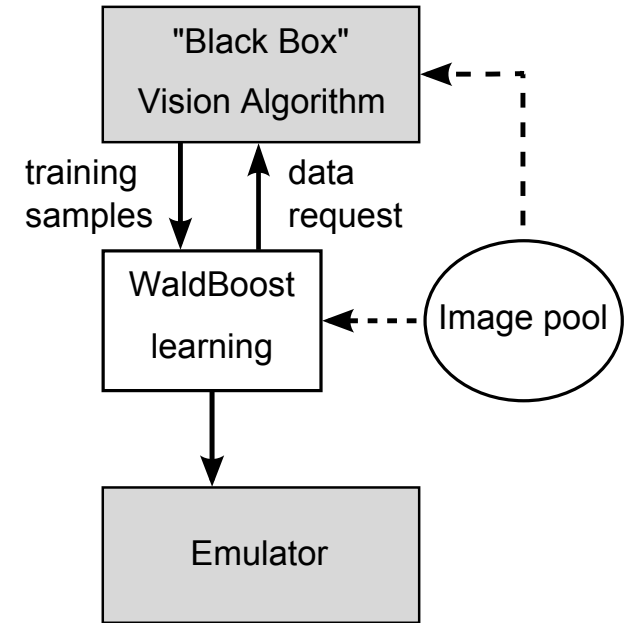 "Black Box"
Vision Algorithm
training
samples
data
request
WaldBoost
learning
Image pool
Emulator